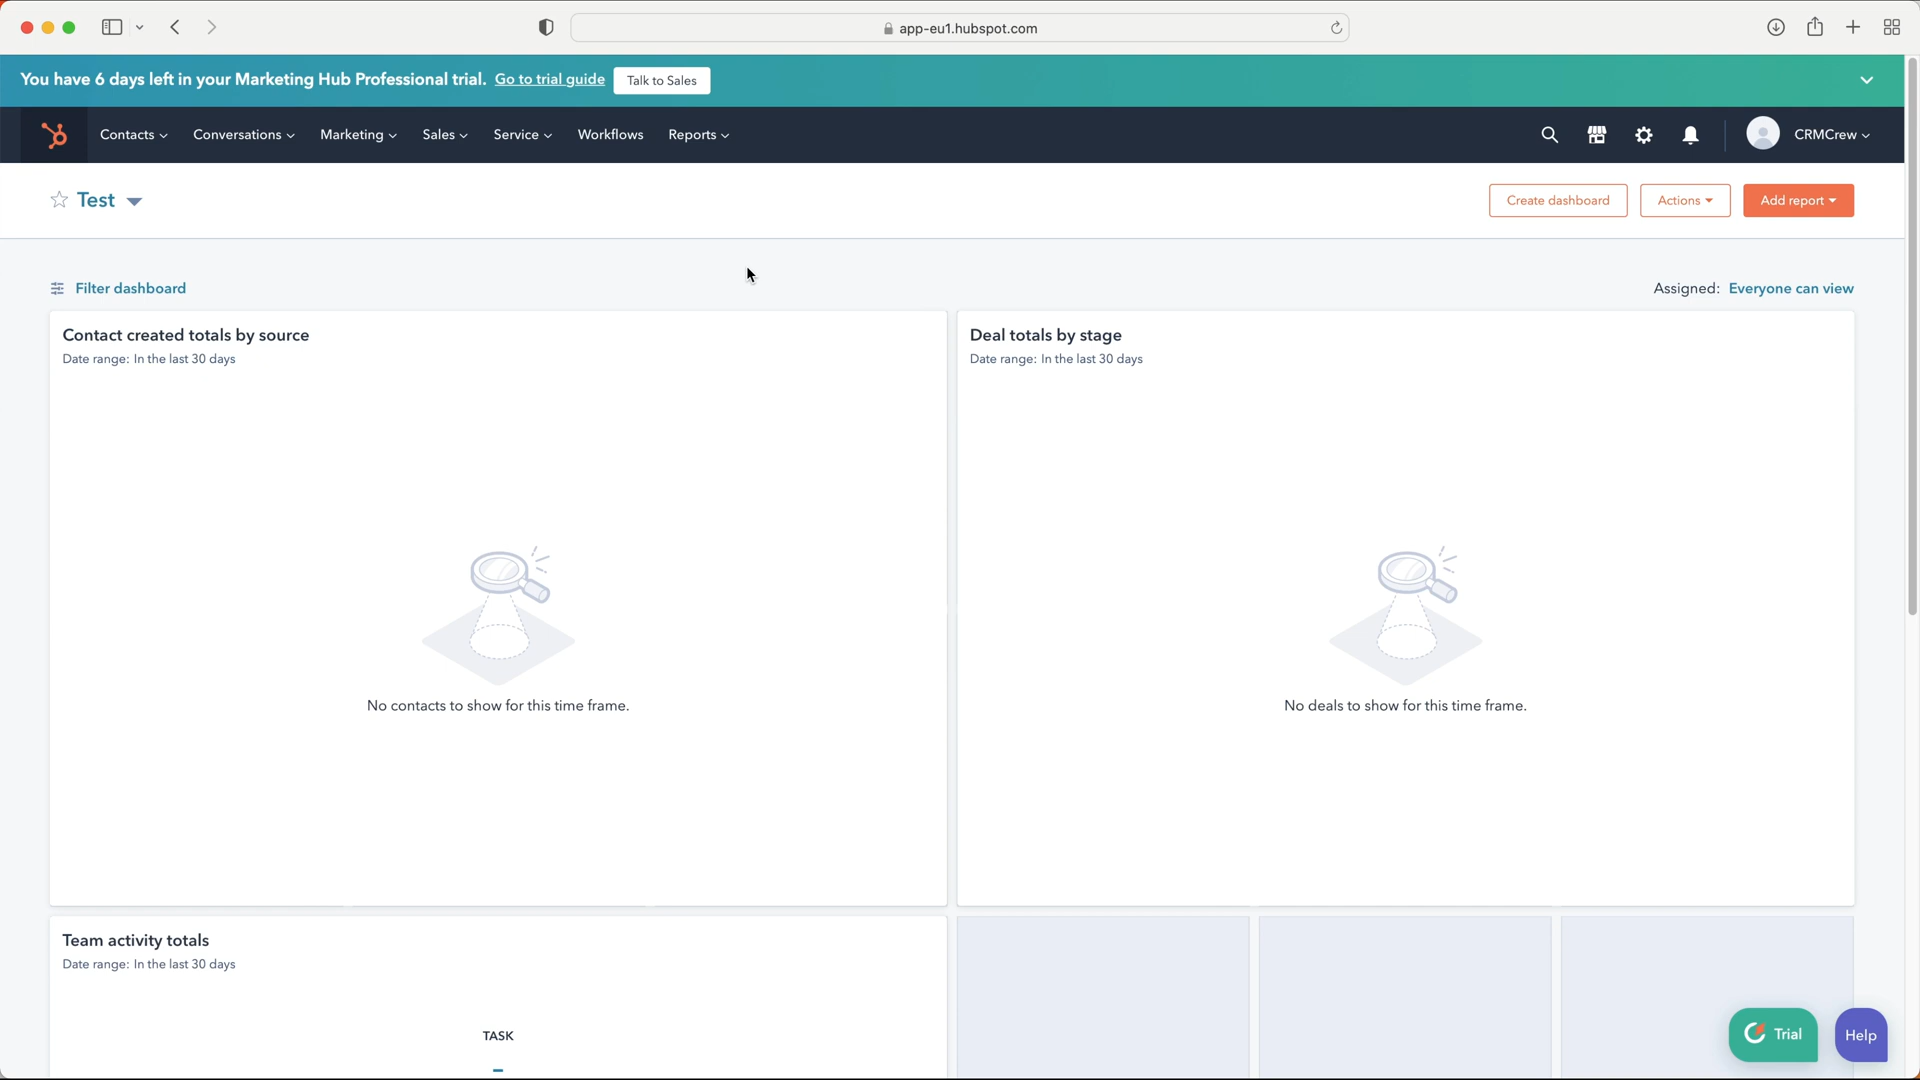 app-eu1.hubspot.com
You have 6 days left in your Marketing Hub Professional trial. Go to trial guide Talk to Sales
Contacts Conversations Marketing Sales Service Workflows Reports CRMCrew
Test Create dashboard Actions Add report
Filter dashboard Assigned: Everyone can view
Contact created totals by source
Date range: In the last 30 days
No contacts to show for this time frame.
Deal totals by stage
Date range: In the last 30 days
No deals to show for this time frame.
Team activity totals
Date range: In the last 30 days
TASK
Trial
Help